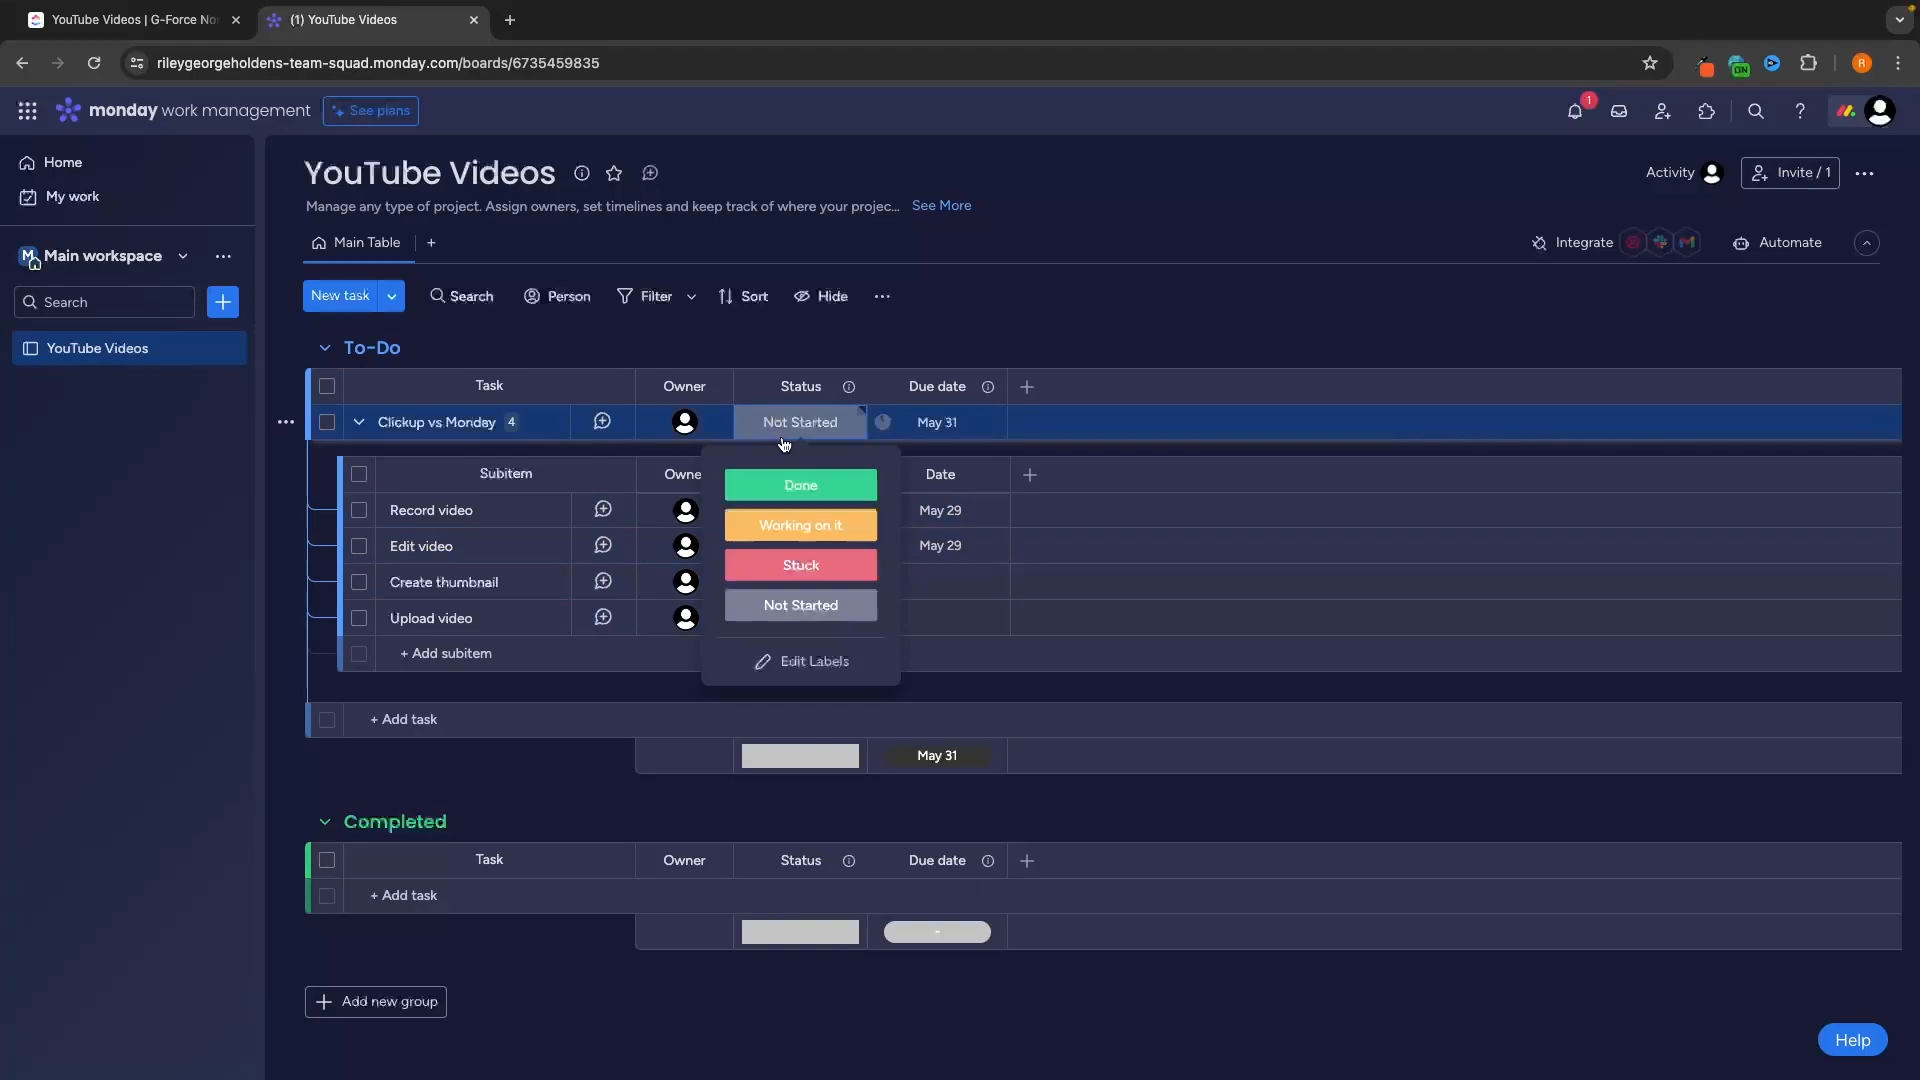 YouTube Videos | G-Force No
(1) YouTube Videos
rileygeorgeholdens-team-squad.monday.com/boards/6735459835
ON
R
monday work management
See plans
1
Home
My work
M
Main workspace
Search
YouTube Videos
YouTube Videos
Activity
Invite / 1
Manage any type of project. Assign owners, set timelines and keep track of where your projec... See More
Main Table
Integrate
Automate
New task
Search
Person
Filter
Sort
Hide
To-Do
Task
Owner
Status
Due date
Clickup vs Monday 4
Not Started
May 31
Subitem
Owne
Date
Done
Record video
May 29
Working on it
Edit video
May 29
Stuck
Create thumbnail
Not Started
Upload video
+ Add subitem
Edit Labels
+ Add task
May 31
Completed
Task
Owner
Status
Due date
+ Add task
-
Add new group
Help